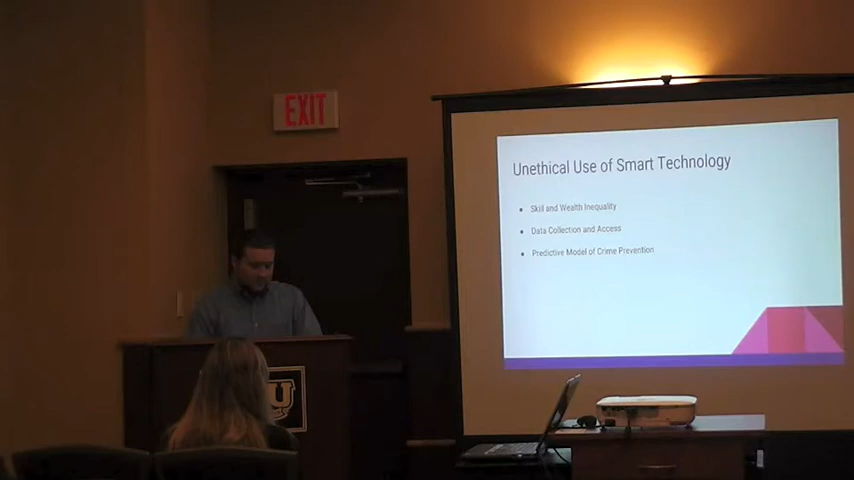 EXIT
Unethical Use of Smart Technology
Skill and Wealth Inequality
Data Collection and Access
Predictive Model of Crime Prevention
U